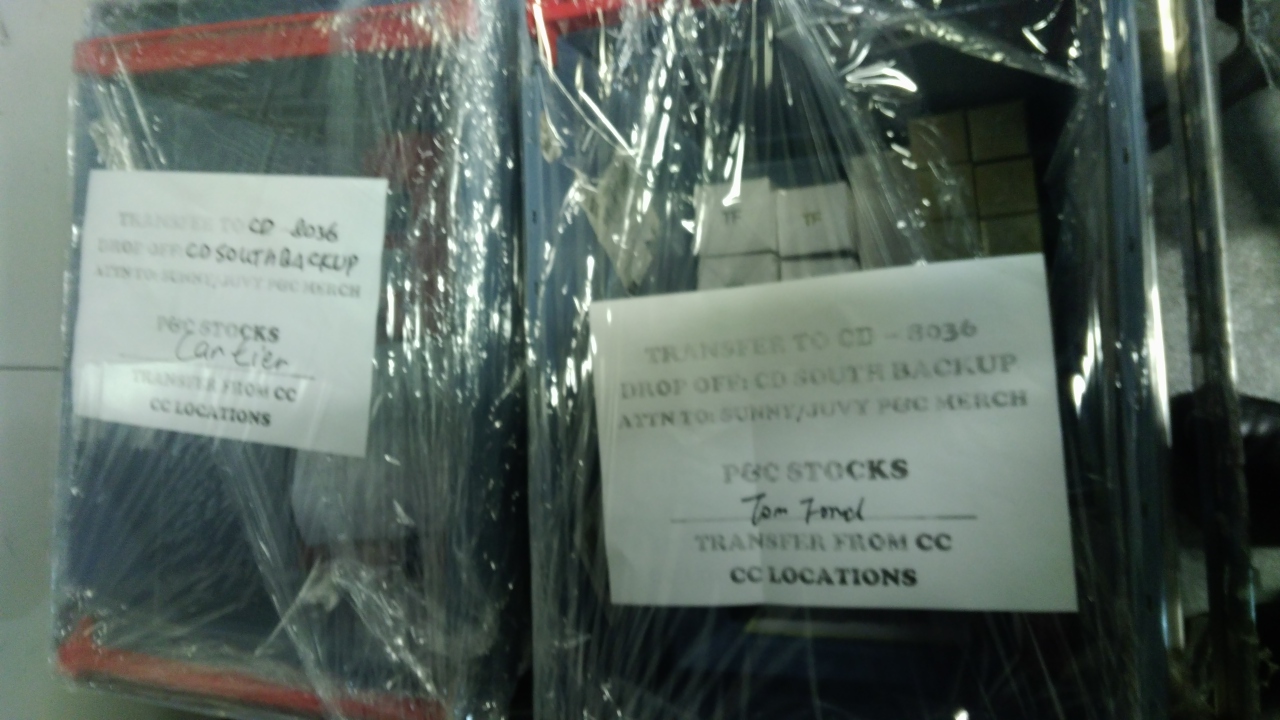 TRANSFER TO CD - 8036
DROP OFF: CD SOUTH BACKUP
ATTN TO: SUNNY/JUVY P&C MERCH
P&C STOCKS
Cartier
TRANSFER FROM CC
CC LOCATIONS
TF
TF
TRANSFER TO CD - 8036
DROP OFF: CD SOUTH BACKUP
ATTN TO: SUNNY/JUVY P&C MERCH
P&C STOCKS
Tom Ford
TRANSFER FROM CC
CC LOCATIONS